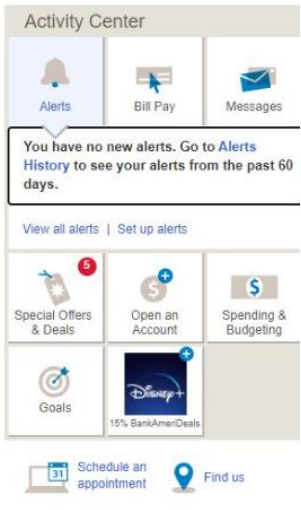 Activity Center
Alerts
Bill Pay
Messages
You have no new alerts. Go to Alerts
History to see your alerts from the past 60
days.
View all alerts | Set up alerts
5
Special Offers
& Deals
Open an
Account
$
Spending &
Budgeting
$
Goals
Disney+
15% BankAmeriDeals
31
Schedule an
appointment
Find us